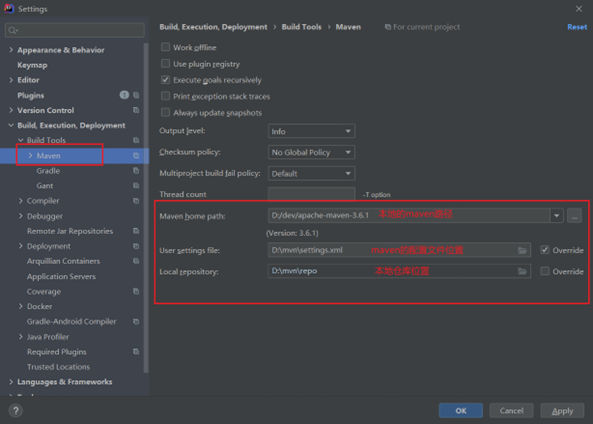 Settings
Build, Execution, Deployment › Build Tools › Maven
For current project
Reset
Appearance & Behavior
Keymap
Editor
Plugins
1
Version Control
Build, Execution, Deployment
Build Tools
Maven
Gradle
Gant
Compiler
Debugger
Remote Jar Repositories
Deployment
Arquillian Containers
Application Servers
Coverage
Docker
Gradle-Android Compiler
Java Profiler
Required Plugins
Trusted Locations
Languages & Frameworks
Work offline
Use plugin registry
Execute goals recursively
Print exception stack traces
Always update snapshots
Output level: Info
Checksum policy: No Global Policy
Multiproject build fail policy: Default
Thread count -T option
Maven home path: D:/dev/apache-maven-3.6.1 本地的maven路径 ...
(Version: 3.6.1)
User settings file: D:\mvn\settings.xml maven的配置文件位置 Override
Local repository: D:\mvn\repo 本地仓库位置 Override
?
OK Cancel Apply